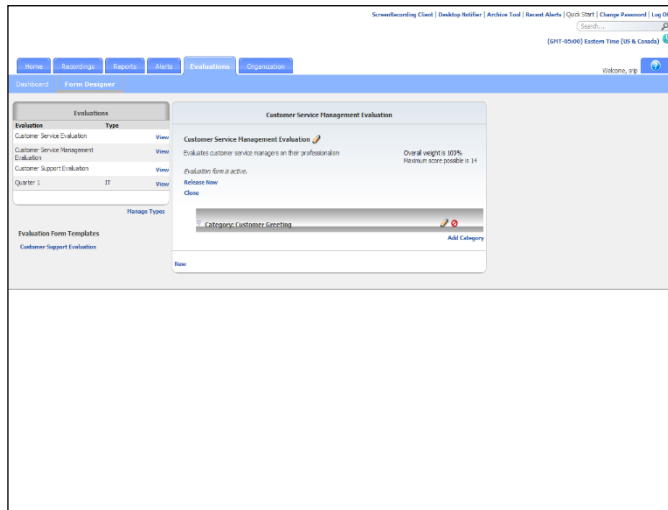 ScreenRecording Client | Desktop Notifier | Archive Tool | Recent Alerts | Quick Start | Change Password | Log O
Search...
(GMT-05:00) Eastern Time (US & Canada)
Home Recordings Reports Alerts Evaluations Organization
Welcome, srip
Dashboard Form Designer
Evaluations
Evaluation Type
Customer Service Evaluation View
Customer Service Management Evaluation View
Customer Support Evaluation View
Quarter 1 IT View
Manage Types
Evaluation Form Templates
Customer Support Evaluation
Customer Service Management Evaluation
Customer Service Management Evaluation
Evaluates customer service managers on their professionalism
Overall weight is 100%
Maximum score possible is 14
Evaluation form is active.
Release Now
Clone
Category: Customer Greeting
Add Category
New